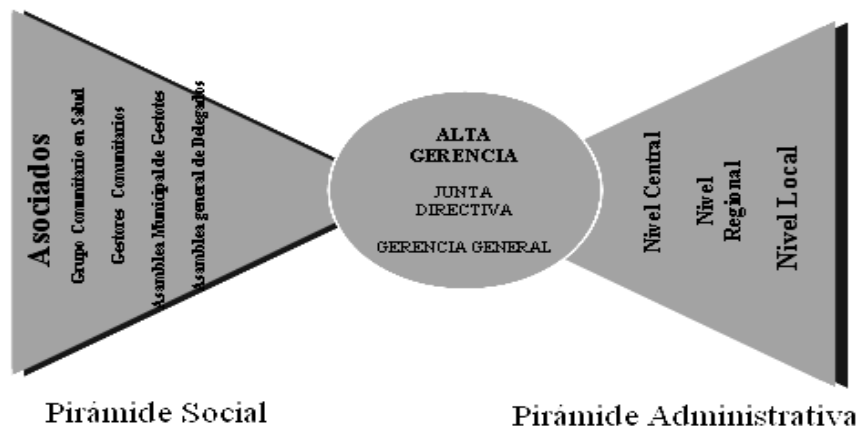 Asociados
Grupo Comunitario en Salud
Gestores Comunitarios
Asamblea Municipal de Gestotes
Asamblea general de Delegados
ALTA
GERENCIA
JUNTA
DIRECTIVA
GERENCIA GENERAL
Nivel Central
Nivel
Regional
Nivel Local
Pirámide Social
Pirámide Administrativa